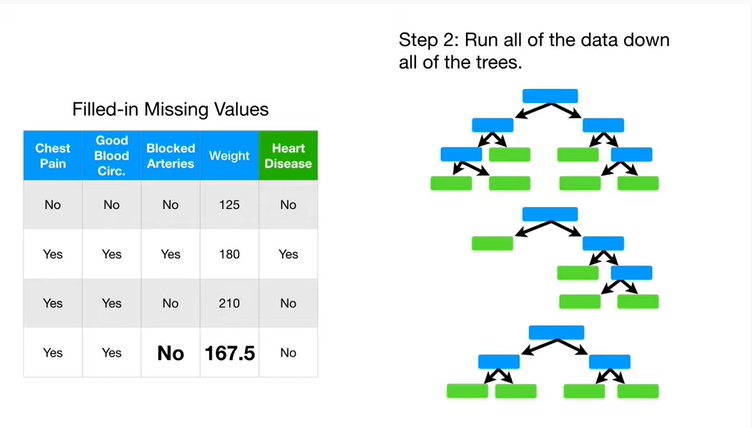 Step 2: Run all of the data down
all of the trees.
Filled-in Missing Values
Chest Pain Good Blood Circ. Blocked Arteries Weight Heart Disease
No No No 125 No
Yes Yes Yes 180 Yes
Yes Yes No 210 No
Yes Yes No 167.5 No